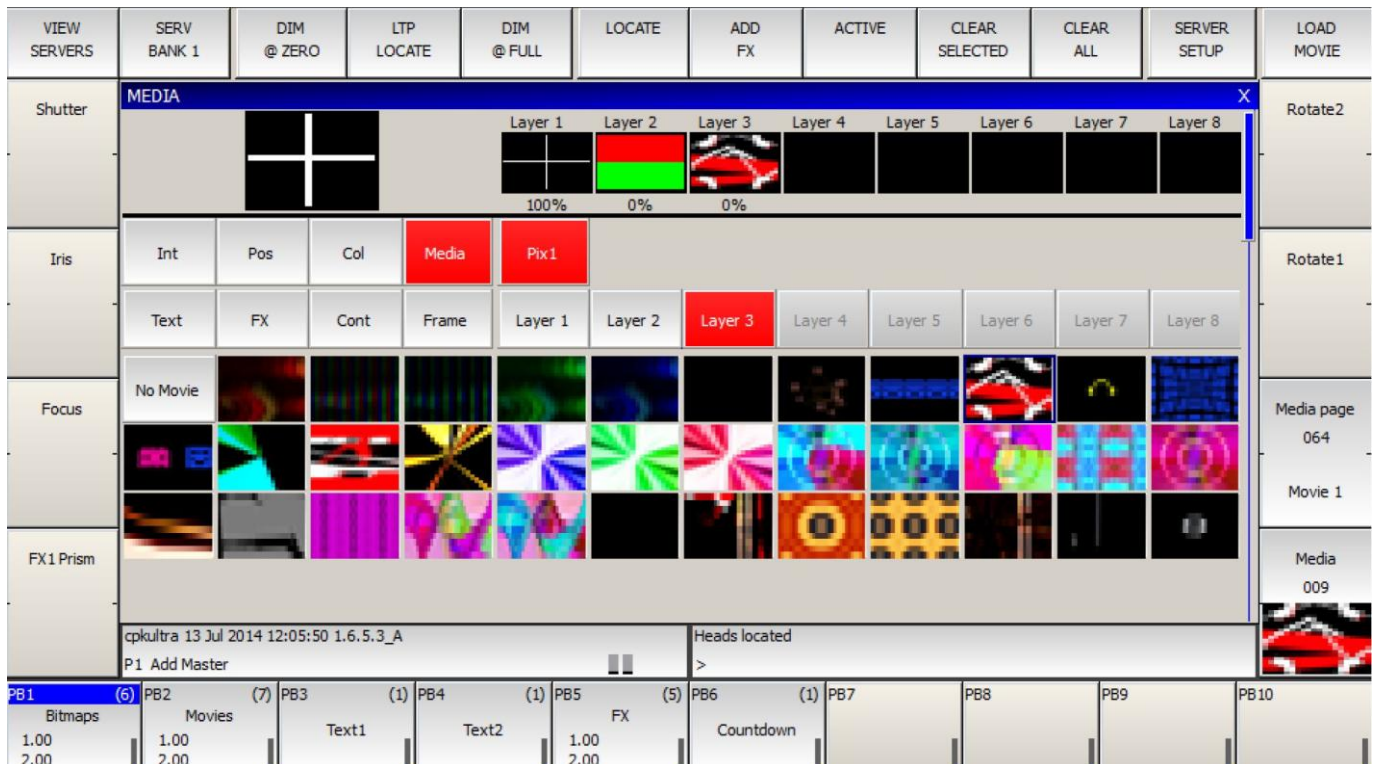 VIEW
SERVERS
SERV
BANK 1
DIM
@ ZERO
LTP
LOCATE
DIM
@ FULL
LOCATE
ADD
FX
ACTIVE
CLEAR
SELECTED
CLEAR
ALL
SERVER
SETUP
LOAD
MOVIE
Shutter
Iris
Focus
FX1 Prism
MEDIA X
Layer 1 Layer 2 Layer 3 Layer 4 Layer 5 Layer 6 Layer 7 Layer 8
100% 0% 0%
Int Pos Col Media Pix1
Text FX Cont Frame Layer 1 Layer 2 Layer 3 Layer 4 Layer 5 Layer 6 Layer 7 Layer 8
No Movie
Rotate2
Rotate1
Media page
064
Movie 1
Media
009
cpkultra 13 Jul 2014 12:05:50 1.6.5.3_A
P1 Add Master
Heads located
>
PB1 (6)
Bitmaps
1.00
2.00
PB2 (7)
Movies
1.00
2.00
PB3 (1)
Text1
PB4 (1)
Text2
PB5 (5)
FX
1.00
2.00
PB6 (1)
Countdown
PB7
PB8
PB9
PB10